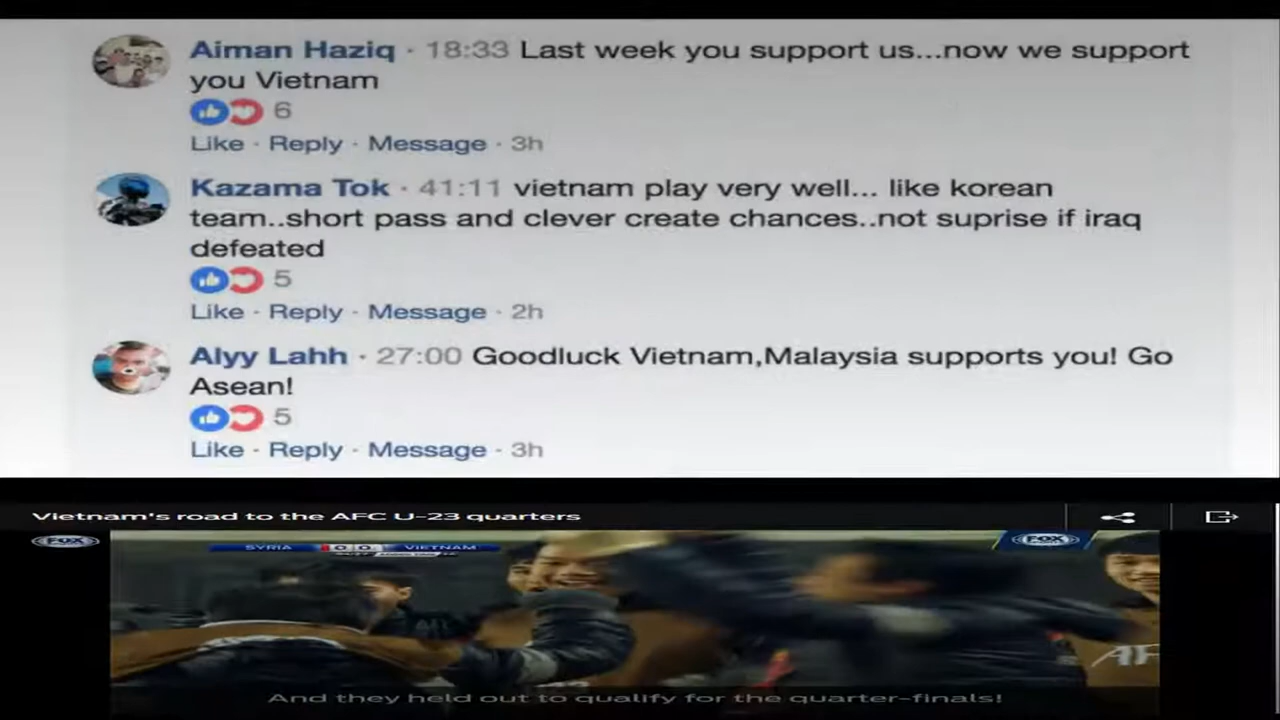 Aiman Haziq · 18:33 Last week you support us...now we support
you Vietnam
6
Like · Reply · Message · 3h
Kazama Tok · 41:11 vietnam play very well... like korean
team..short pass and clever create chances..not suprise if iraq
defeated
5
Like · Reply · Message · 2h
Alyy Lahh · 27:00 Goodluck Vietnam,Malaysia supports you! Go
Asean!
5
Like · Reply · Message · 3h
Vietnam's road to the AFC U-23 quarters
FOX
SYRIA 0 0 VIETNAM
FOX
AF
And they held out to qualify for the quarter-finals!